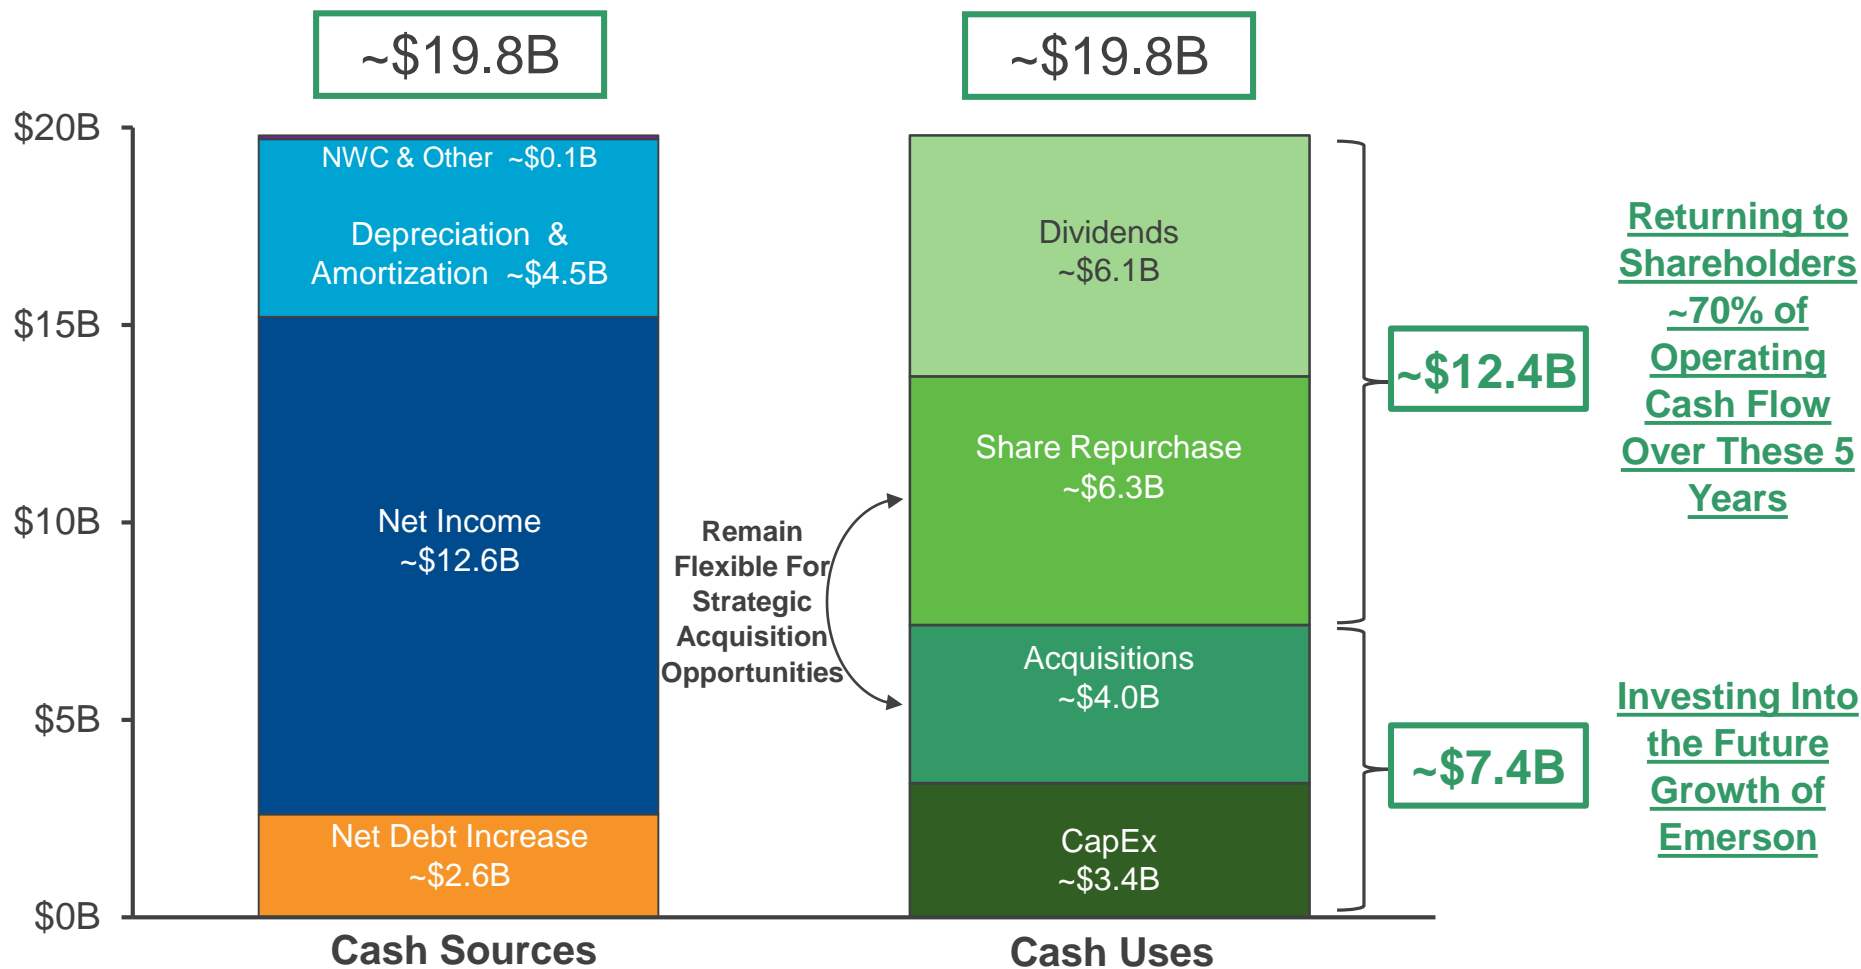 ~$19.8B
~$19.8B
$20B
$15B
$10B
$5B
$0B
NWC & Other ~$0.1B
Depreciation &
Amortization ~$4.5B
Net Income
~$12.6B
Net Debt Increase
~$2.6B
Cash Sources
Remain
Flexible For
Strategic
Acquisition
Opportunities
Dividends
~$6.1B
Share Repurchase
~$6.3B
Acquisitions
~$4.0B
CapEx
~$3.4B
Cash Uses
~$12.4B
Returning to
Shareholders
~70% of
Operating
Cash Flow
Over These 5
Years
~$7.4B
Investing Into
the Future
Growth of
Emerson